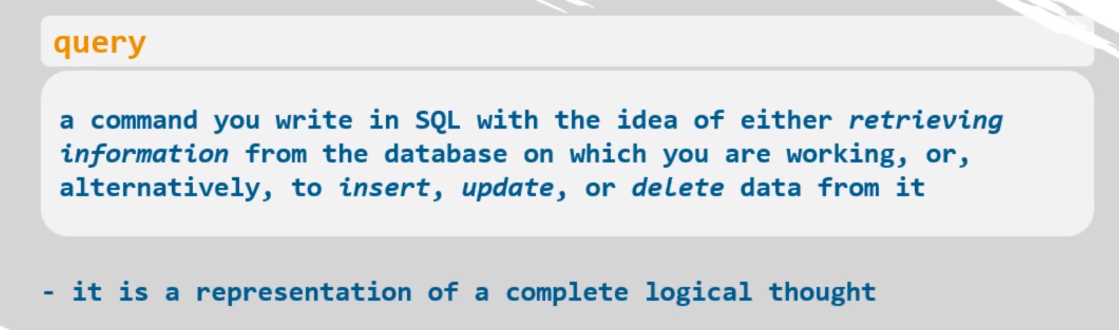 query
a command you write in SQL with the idea of either retrieving
information from the database on which you are working, or,
alternatively, to insert, update, or delete data from it
- it is a representation of a complete logical thought